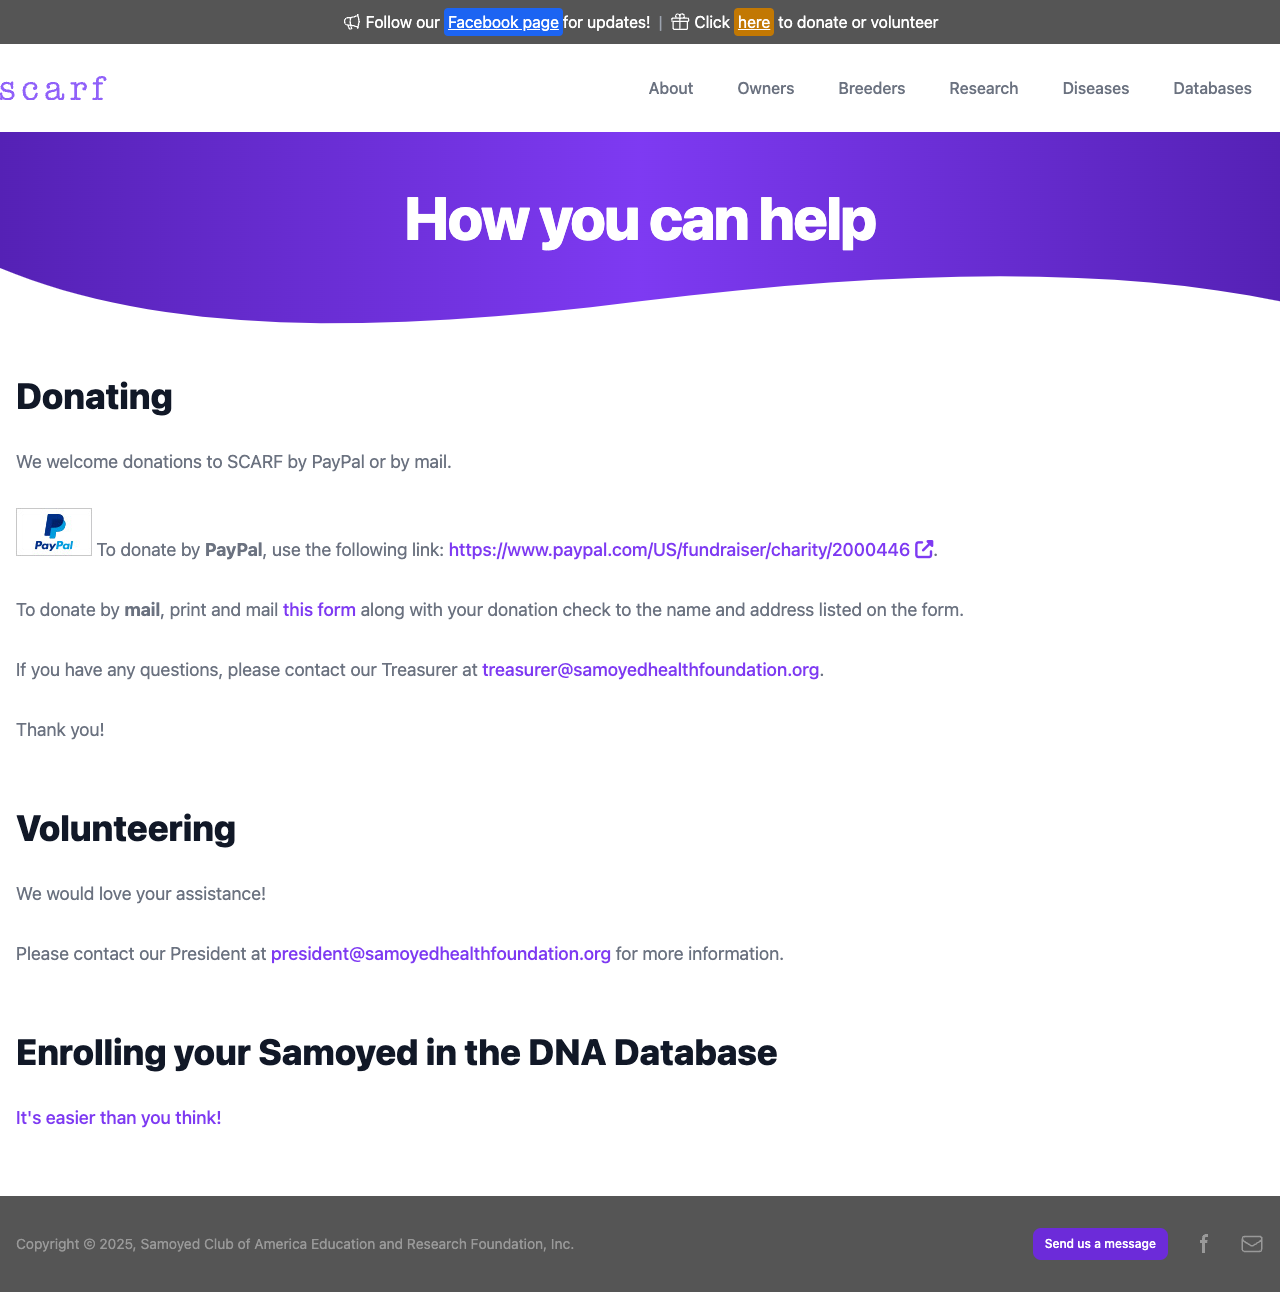 Follow our Facebook page for updates! | Click here to donate or volunteer
scarf
About Owners Breeders Research Diseases Databases
How you can help
Donating
We welcome donations to SCARF by PayPal or by mail.
PayPal To donate by PayPal, use the following link: https://www.paypal.com/US/fundraiser/charity/2000446.
To donate by mail, print and mail this form along with your donation check to the name and address listed on the form.
If you have any questions, please contact our Treasurer at treasurer@samoyedhealthfoundation.org.
Thank you!
Volunteering
We would love your assistance!
Please contact our President at president@samoyedhealthfoundation.org for more information.
Enrolling your Samoyed in the DNA Database
It's easier than you think!
Copyright © 2025, Samoyed Club of America Education and Research Foundation, Inc. Send us a message